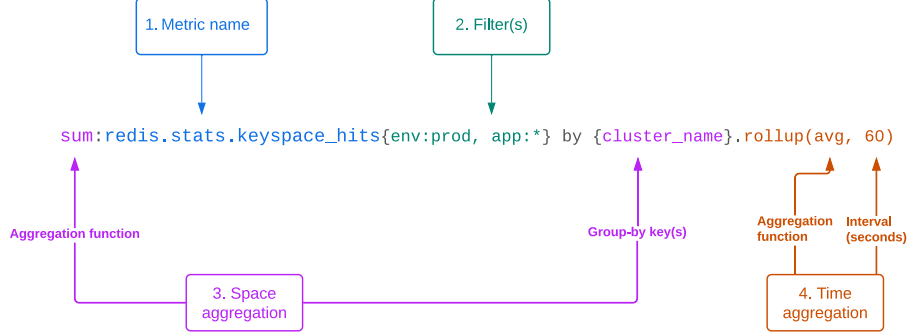 1. Metric name
2. Filter(s)
sum:redis.stats.keyspace_hits{env:prod, app:*} by {cluster_name}.rollup(avg, 60)
Aggregation function
Group-by key(s)
Aggregation
function
Interval
(seconds)
3. Space
aggregation
4. Time
aggregation